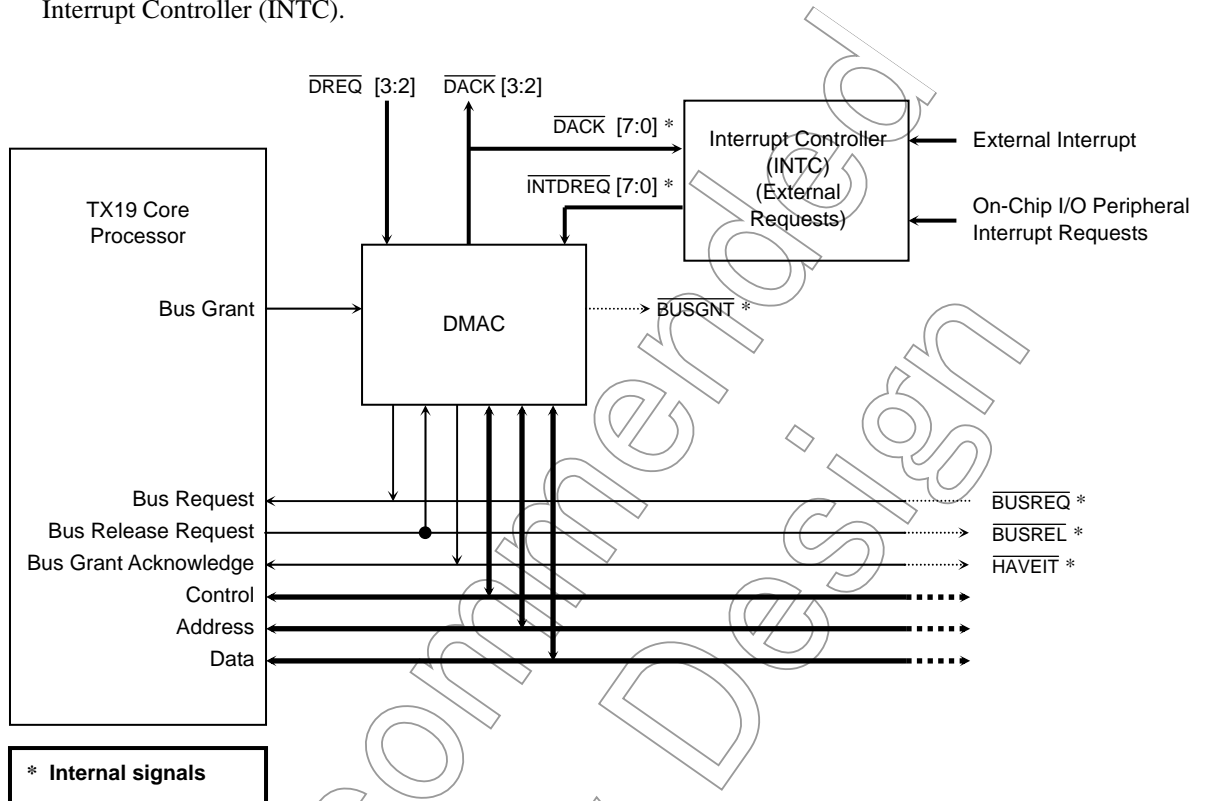 Interrupt Controller (INTC).
DREQ [3:2]
DACK [3:2]
DACK [7:0] *
INTDREQ [7:0] *
Interrupt Controller
(INTC)
(External
Requests)
External Interrupt
On-Chip I/O Peripheral
Interrupt Requests
TX19 Core
Processor
Bus Grant
DMAC
BUSGNT *
Bus Request
BUSREQ *
Bus Release Request
BUSREL *
Bus Grant Acknowledge
HAVEIT *
Control
Address
Data
* Internal signals
ommended
Design